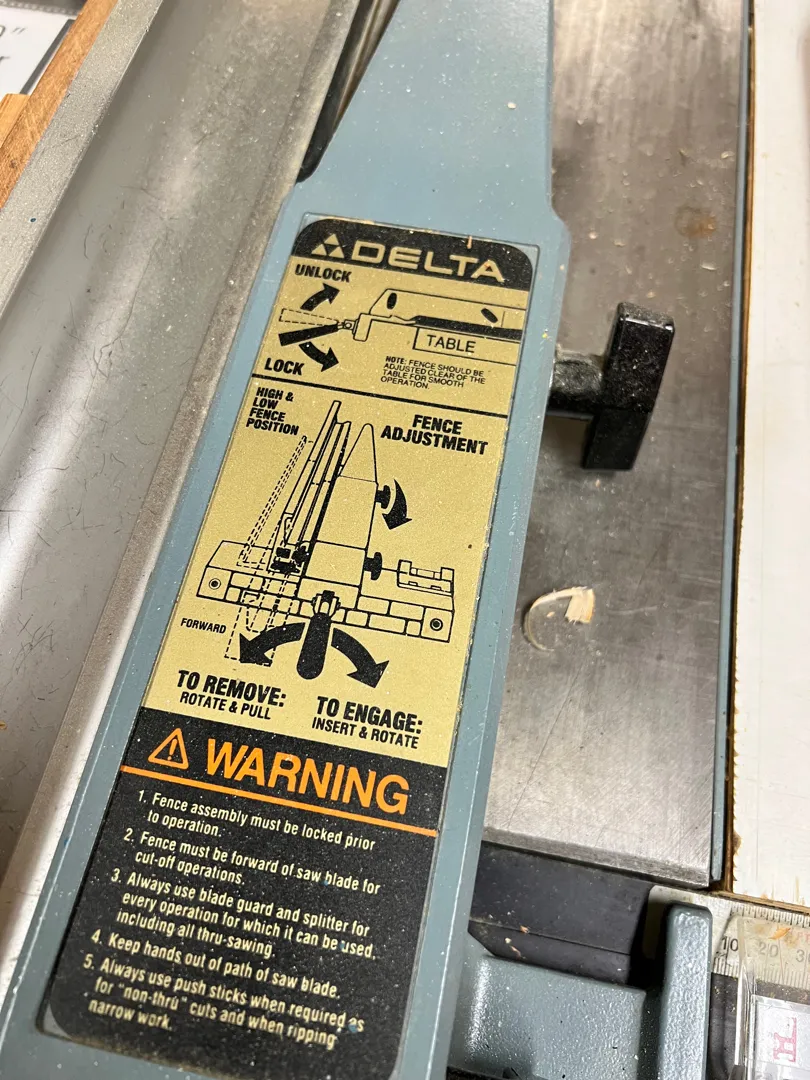 DELTA
UNLOCK
LOCK
TABLE
NOTE: FENCE SHOULD BE
ADJUSTED CLEAR OF THE
TABLE FOR SMOOTH
OPERATION.
HIGH &
LOW
FENCE
POSITION
FENCE
ADJUSTMENT
FORWARD
TO REMOVE:
ROTATE & PULL
TO ENGAGE:
INSERT & ROTATE
WARNING
1. Fence assembly must be locked prior
to operation.
2. Fence must be forward of saw blade for
cut-off operations.
3. Always use blade guard and splitter for
every operation for which it can be used,
including all thru-sawing.
4. Keep hands out of path of saw blade.
5. Always use push sticks when required
for "non-thru" cuts and when ripping
narrow work.
10 20